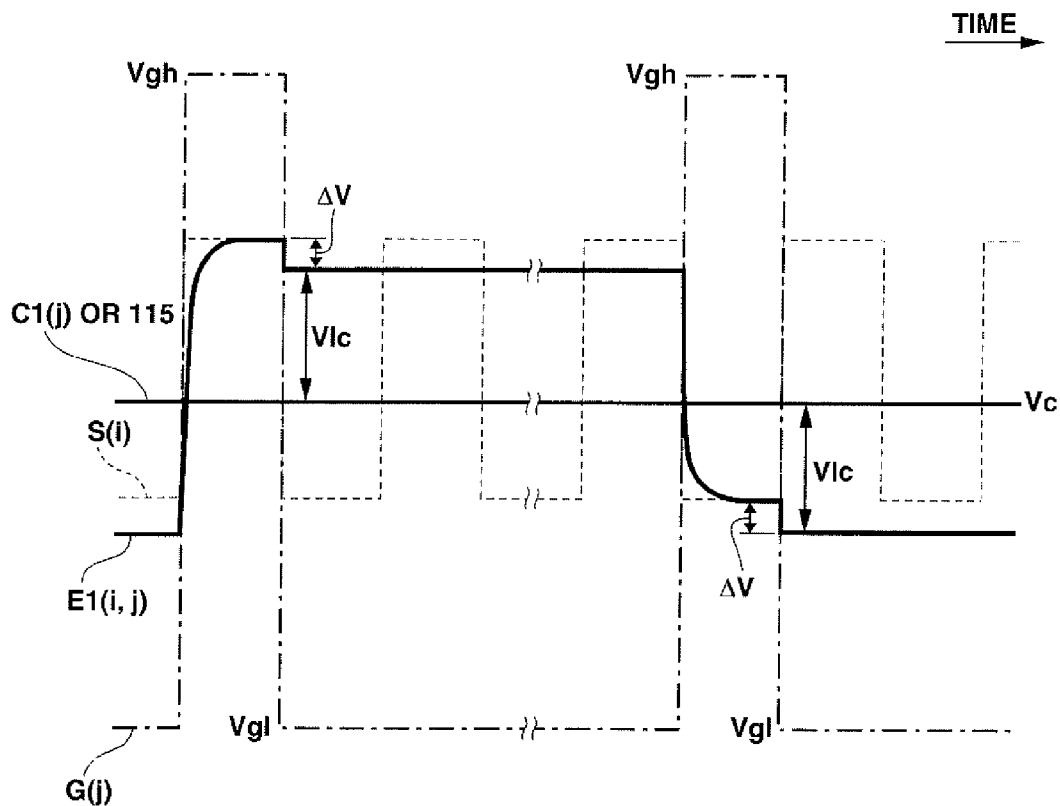 TIME
Vgh
Vgh
ΔV
C1(j) OR 115
Vlc
Vc
S(i)
Vlc
E1(i, j)
ΔV
Vgl
Vgl
G(j)